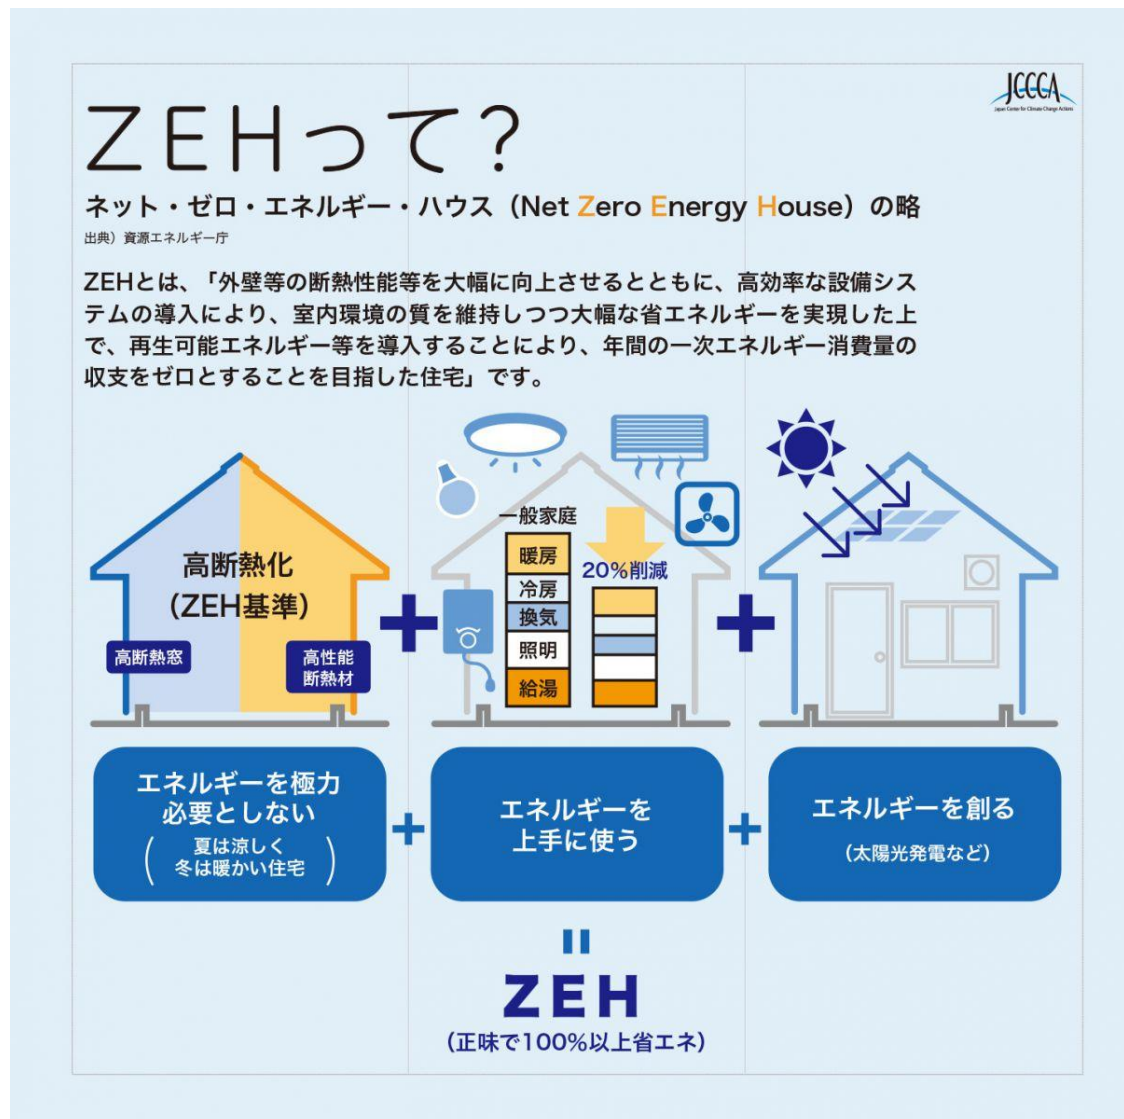 JCCCA
Japan Center for Climate Change Actions
ZEHって?
ネット・ゼロ・エネルギー・ハウス（Net Zero Energy House）の略
出典）資源エネルギー庁
ZEHとは、「外壁等の断熱性能等を大幅に向上させるとともに、高効率な設備シス
テムの導入により、室内環境の質を維持しつつ大幅な省エネルギーを実現した上
で、再生可能エネルギー等を導入することにより、年間の一次エネルギー消費量の
収支をゼロとすることを目指した住宅」です。
高断熱化
（ZEH基準）
高断熱窓
高性能
断熱材
+
一般家庭
暖房
冷房
換気
照明
給湯
20%削減
+
エネルギーを極力
必要としない
（夏は涼しく
冬は暖かい住宅）
+
エネルギーを
上手に使う
+
エネルギーを創る
（太陽光発電など）
=
ZEH
（正味で100%以上省エネ）